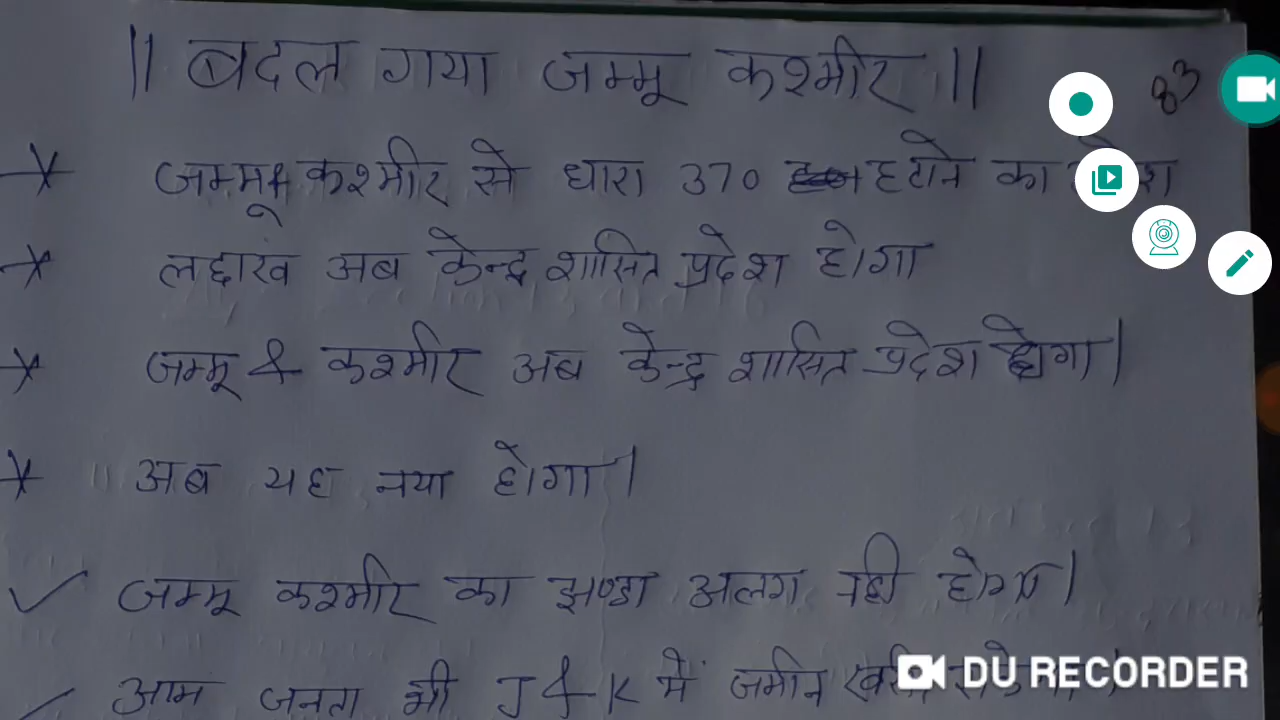 || बदल गया जम्मू कश्मीर ||
83
जम्मू & कश्मीर से धारा 370 हटाने का
लद्दाख अब केन्द्र शासित प्रदेश होगा
जम्मू & कश्मीर अब केन्द्र शासित प्रदेश होगा।
अब यह नया होगा।
जम्मू कश्मीर का झण्डा अलग नही होगा।
आम जनता भी J & K में जमीन
DU RECORDER